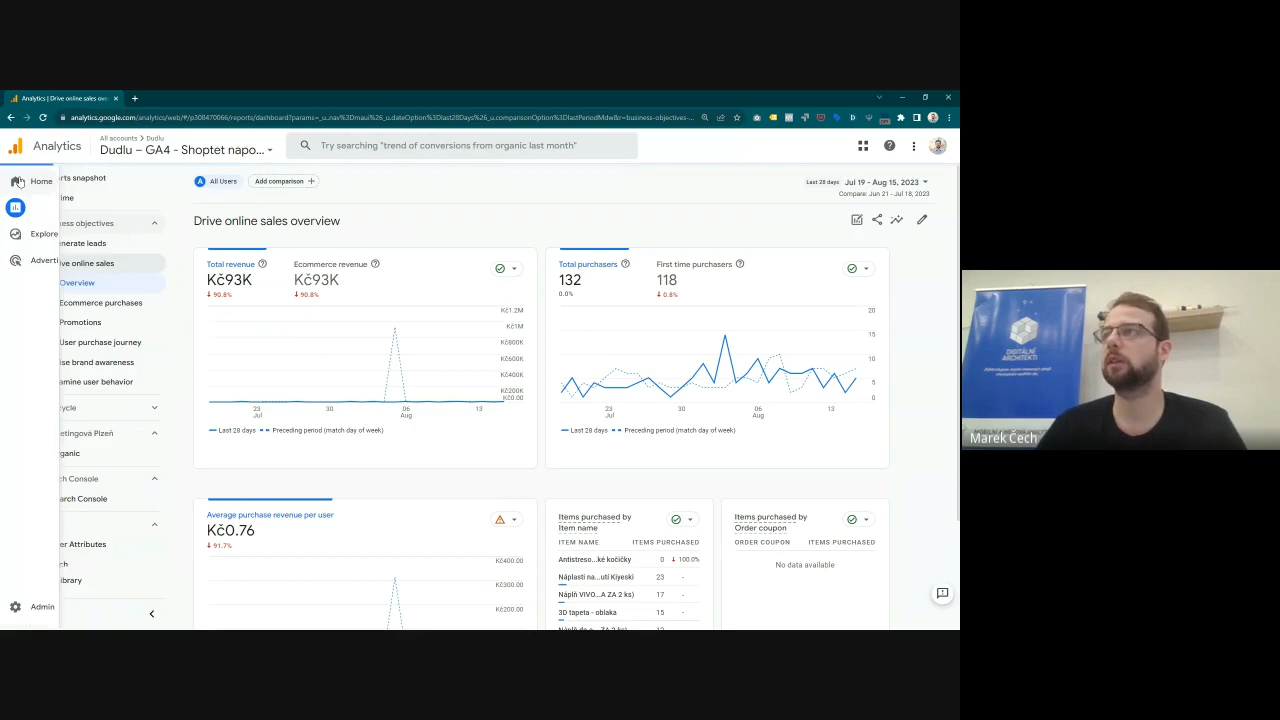 Analytics | Drive online sales ove
analytics.google.com/analytics/web/#/p308470066/reports/dashboard?params=_u..nav%3Dmaui%26_u.dateOption%3Dlast28Days%26_u.comparisonOption%3DlastPeriodMdw&r=business-objectives-...
Analytics
All accounts > Dudlu
Dudlu – GA4 - Shoptet napo...
Try searching "trend of conversions from organic last month"
Home
Explore
Adverti
Admin
rts snapshot
ime
ess objectives
enerate leads
ve online sales
Overview
Ecommerce purchases
Promotions
User purchase journey
ise brand awareness
amine user behavior
cycle
etingová Plzeň
rganic
rch Console
arch Console
er Attributes
ch
ibrary
A All Users
Add comparison +
Last 28 days Jul 19 - Aug 15, 2023
Compare: Jun 21 - Jul 18, 2023
Drive online sales overview
Total revenue
Kč93K
↓ 90.8%
Ecommerce revenue
Kč93K
↓ 90.8%
Kč1.2M
Kč1M
Kč800K
Kč600K
Kč400K
Kč200K
Kč0.00
23
Jul
30
06
Aug
13
Last 28 days Preceding period (match day of week)
Total purchasers
132
0.0%
First time purchasers
118
↓ 0.8%
20
15
10
5
0
23
Jul
30
06
Aug
13
Last 28 days Preceding period (match day of week)
Average purchase revenue per user
Kč0.76
↓ 91.7%
Kč400.00
Kč300.00
Kč200.00
Items purchased by
Item name
ITEM NAME ITEMS PURCHASED
Antistreso...ké kočičky 0 ↓ 100.0%
Náplasti na...utí Kiyeski 23 -
Náplň VIVO...A ZA 2 ks) 17 -
3D tapeta - oblaka 15 -
Items purchased by
Order coupon
ORDER COUPON ITEMS PURCHASED
No data available
DIGITÁLNÍ
ARCHITEKTI
Marek Čech